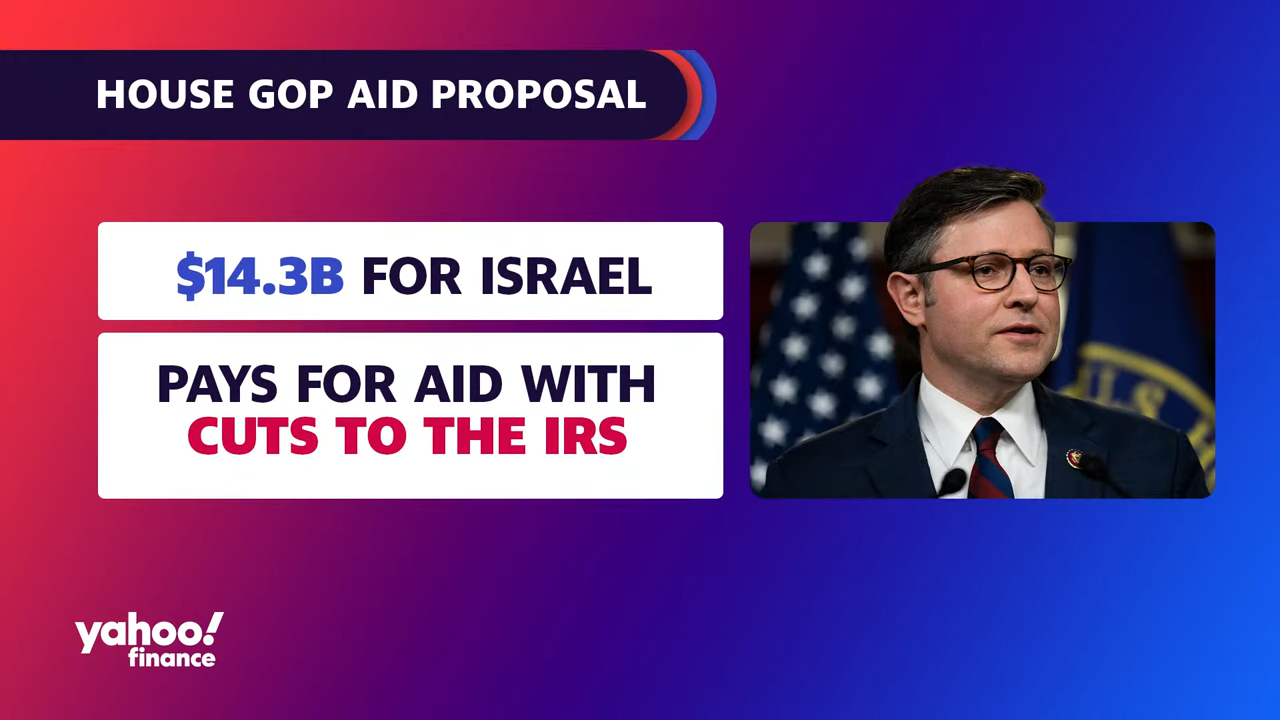 HOUSE GOP AID PROPOSAL
$14.3B FOR ISRAEL
PAYS FOR AID WITH
CUTS TO THE IRS
U.S.
yahoo!
finance